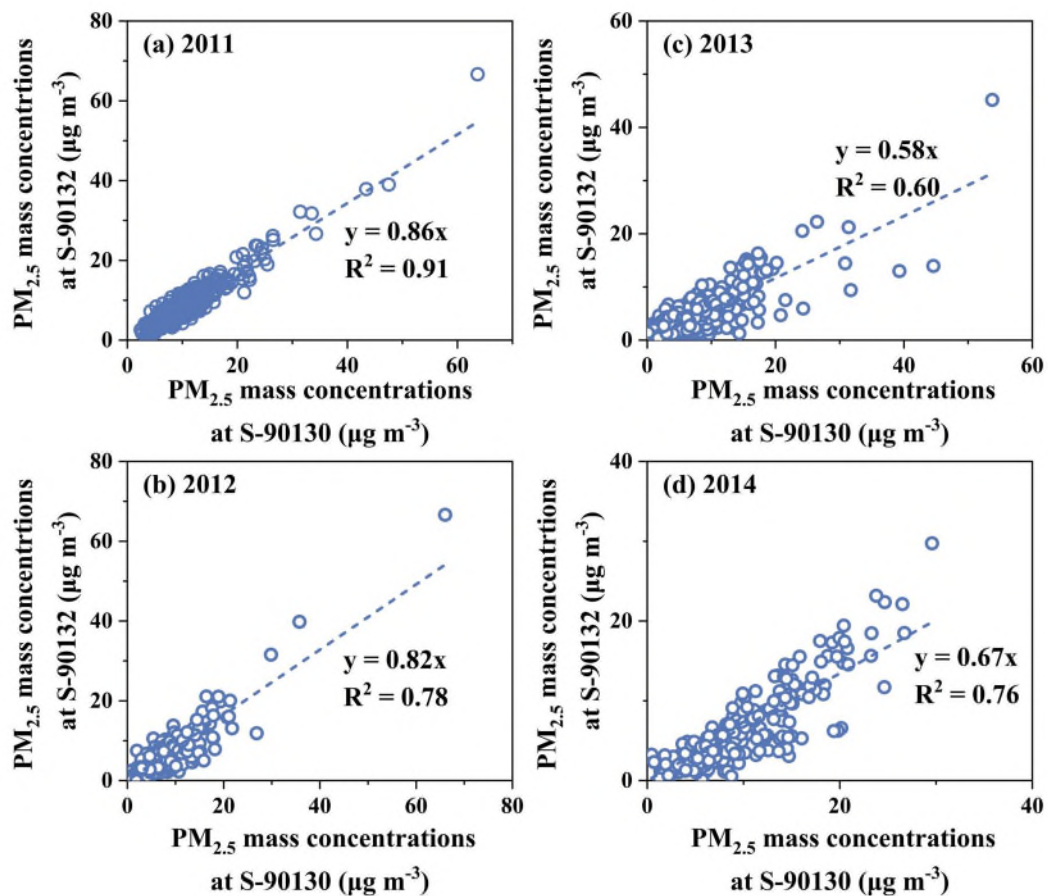 (a) 2011
PM2.5 mass concentrtions
at S-90132 (μg m-3)
80
60
40
20
0
y = 0.86x
R2 = 0.91
0 20 40 60
PM2.5 mass concentrations
at S-90130 (μg m-3)
(c) 2013
PM2.5 mass concentrtions
at S-90132 (μg m-3)
60
40
20
0
y = 0.58x
R2 = 0.60
0 20 40 60
PM2.5 mass concentrations
at S-90130 (μg m-3)
(b) 2012
PM2.5 mass concentrtions
at S-90132 (μg m-3)
80
60
40
20
0
y = 0.82x
R2 = 0.78
0 20 40 60 80
PM2.5 mass concentrations
at S-90130 (μg m-3)
(d) 2014
PM2.5 mass concentrtions
at S-90132 (μg m-3)
40
20
0
y = 0.67x
R2 = 0.76
0 20 40
PM2.5 mass concentrations
at S-90130 (μg m-3)